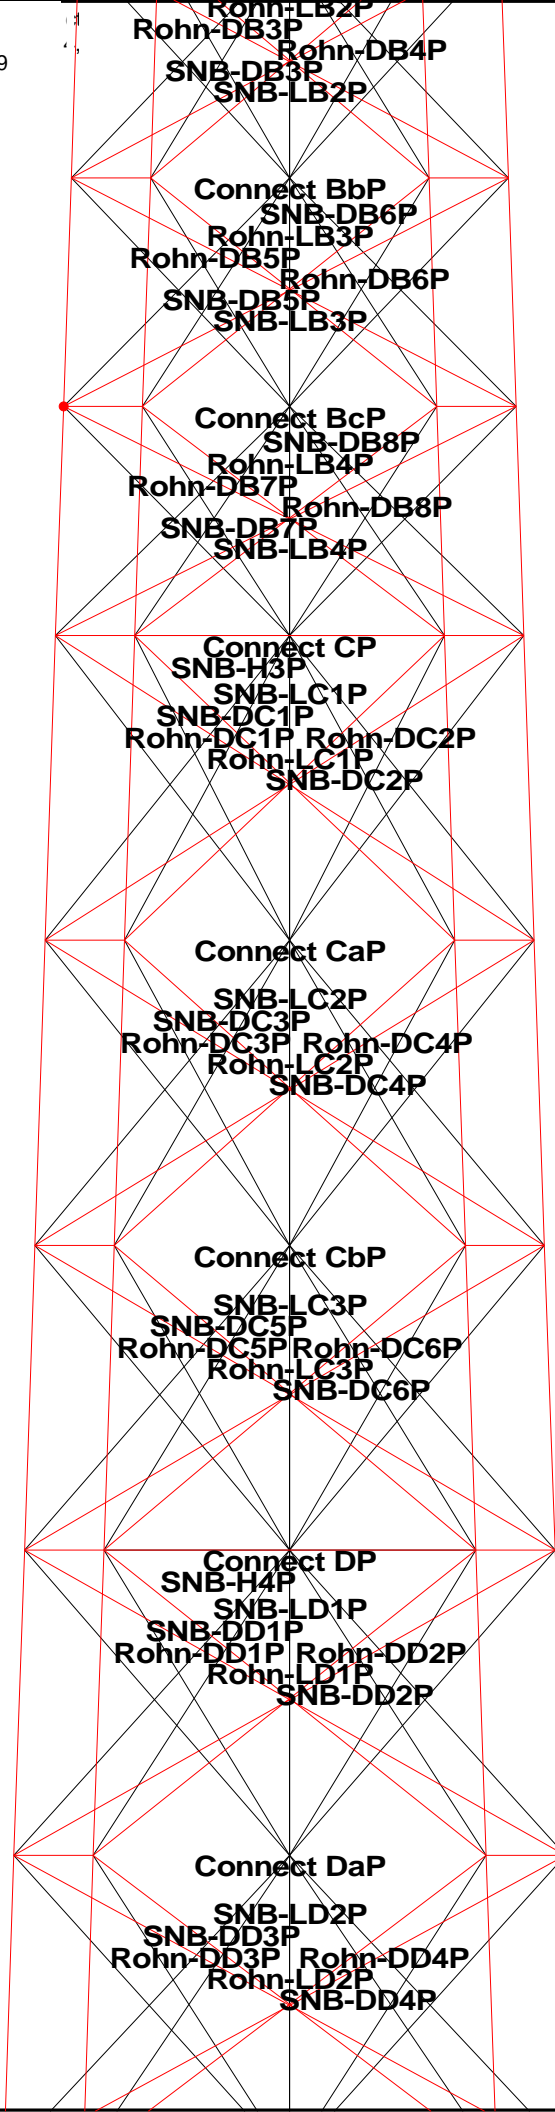 Rohn-LB2P
Rohn-DB3P
Rohn-DB4P
9
SNB-DB3P
SNB-LB2P
Connect BbP
SNB-DB6P
Rohn-LB3P
Rohn-DB5P
Rohn-DB6P
SNB-DB5P
SNB-LB3P
Connect BcP
SNB-DB8P
Rohn-LB4P
Rohn-DB7P
Rohn-DB8P
SNB-DB7P
SNB-LB4P
Connect CP
SNB-H3P
SNB-LC1P
SNB-DC1P
Rohn-DC1P Rohn-DC2P
Rohn-LC1P
SNB-DC2P
Connect CaP
SNB-LC2P
SNB-DC3P
Rohn-DC3P Rohn-DC4P
Rohn-LC2P
SNB-DC4P
Connect CbP
SNB-LC3P
SNB-DC5P
Rohn-DC5P Rohn-DC6P
Rohn-LC3P
SNB-DC6P
Connect DP
SNB-H4P
SNB-LD1P
SNB-DD1P
Rohn-DD1P Rohn-DD2P
Rohn-LD1P
SNB-DD2P
Connect DaP
SNB-LD2P
SNB-DD3P
Rohn-DD3P Rohn-DD4P
Rohn-LD2P
SNB-DD4P